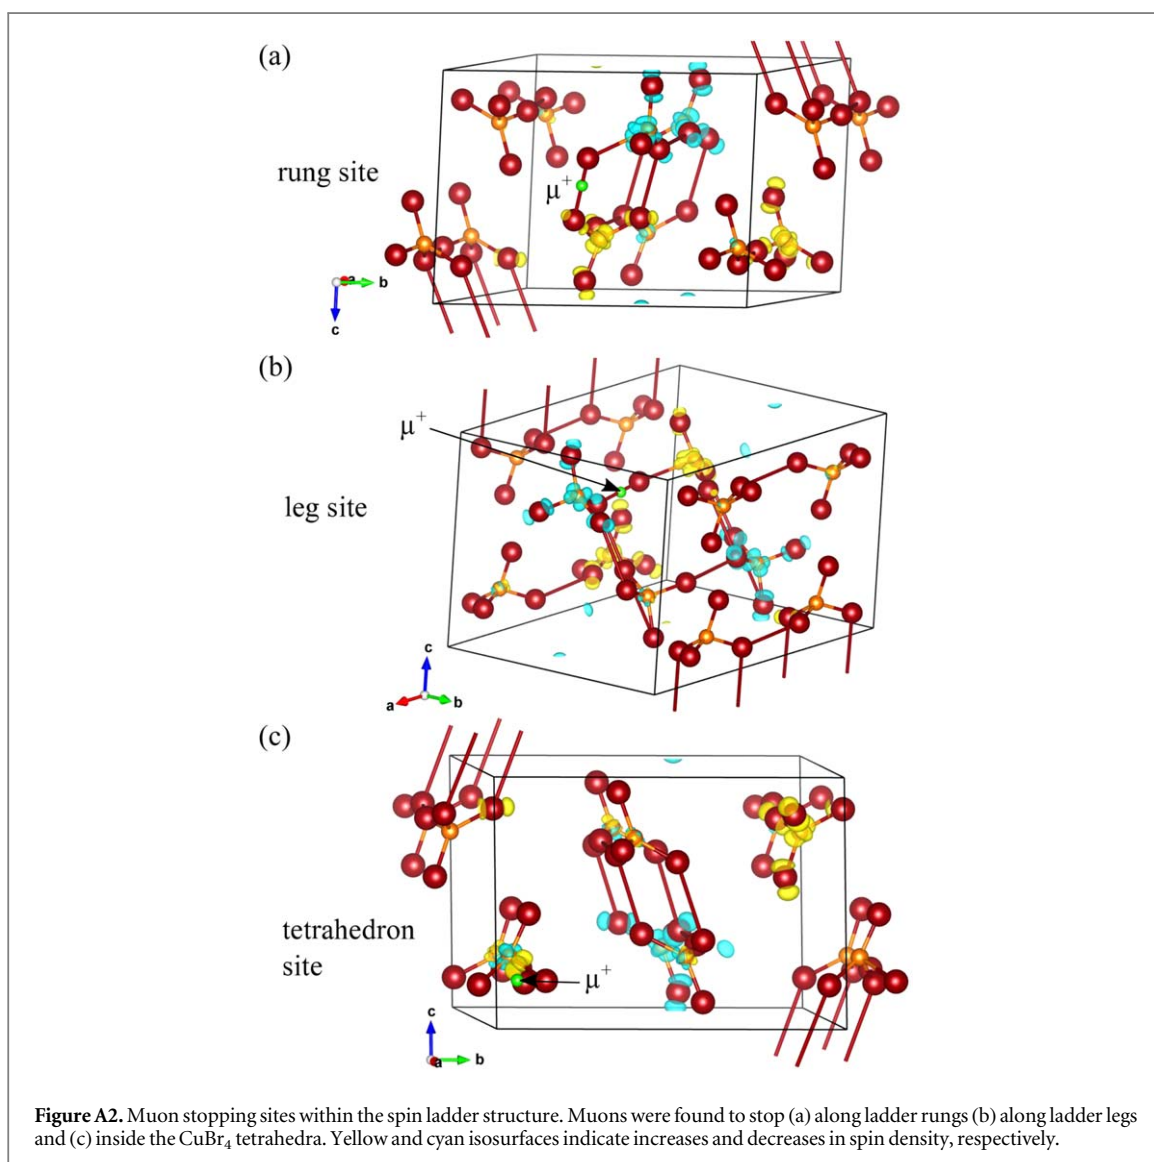 (a)
rung site
μ⁺
a
b
c
(b)
μ⁺
leg site
c
a
b
(c)
tetrahedron
site
μ⁺
c
a
b
Figure A2. Muon stopping sites within the spin ladder structure. Muons were found to stop (a) along ladder rungs (b) along ladder legs
and (c) inside the CuBr₄ tetrahedra. Yellow and cyan isosurfaces indicate increases and decreases in spin density, respectively.